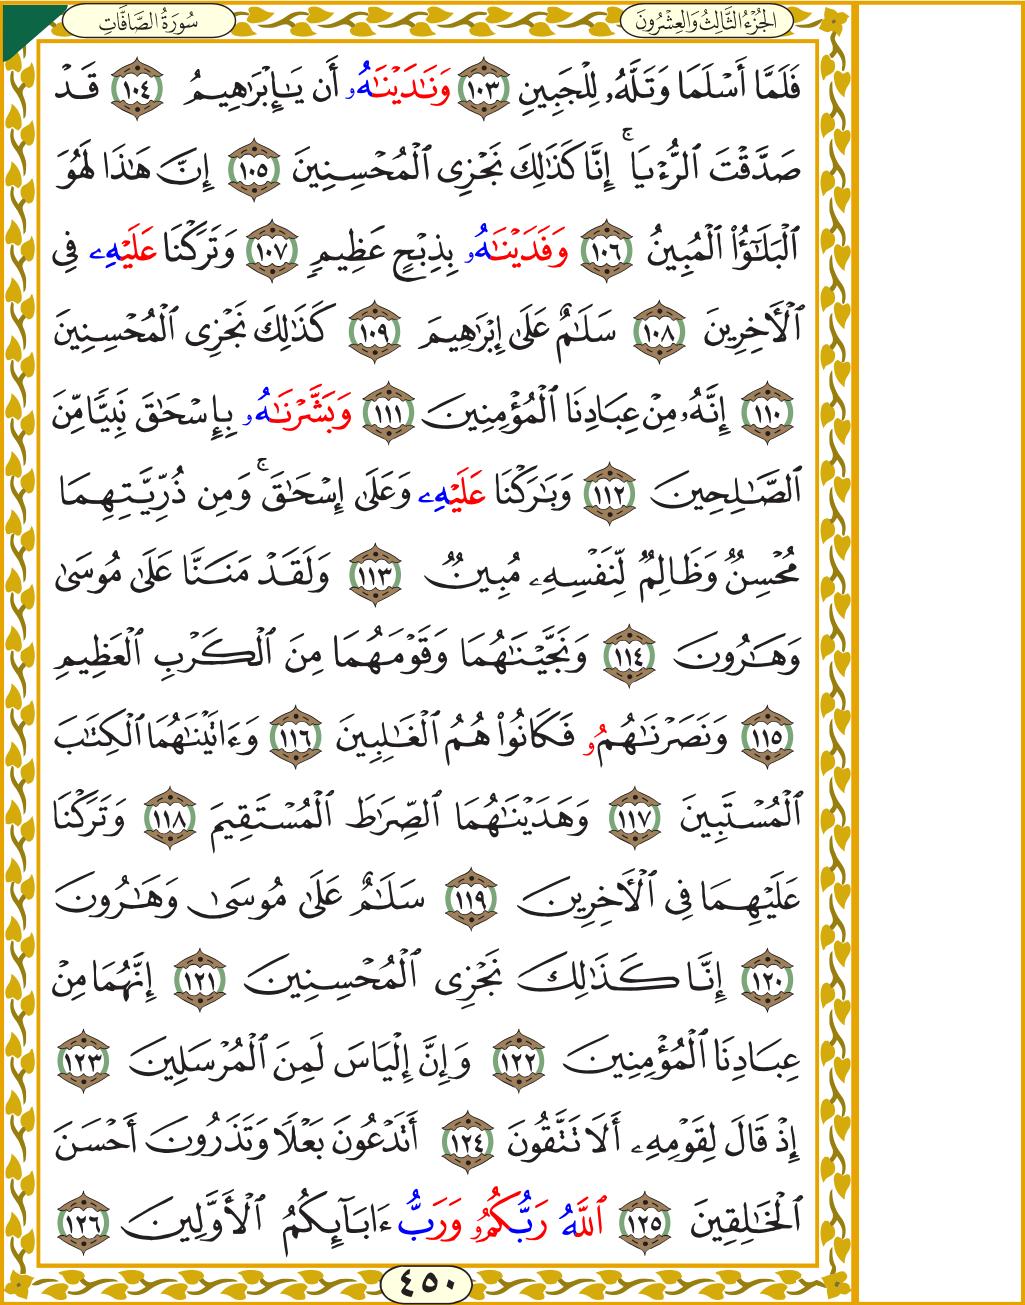 سُورَةُ الصَّافَّاتِ
الجُزْءُ الثَّالِثُ وَالعِشْرُونَ
فَلَمَّآ أَسْلَمَا وَتَلَّهُۥ لِلْجَبِينِ ١٠٣ وَنَٰدَيْنَٰهُۥ أَن يَٰٓإِبْرَٰهِيمُ ١٠٤ قَدْ
صَدَّقْتَ ٱلرُّءْيَآ ۚ إِنَّا كَذَٰلِكَ نَجْزِى ٱلْمُحْسِنِينَ ١٠٥ إِنَّ هَٰذَا لَهُوَ
ٱلْبَلَٰٓؤُا۟ ٱلْمُبِينُ ١٠٦ وَفَدَيْنَٰهُۥ بِذِبْحٍ عَظِيمٍ ١٠٧ وَتَرَكْنَا عَلَيْهِۦ فِى
ٱلْأَخِرِينَ ١٠٨ سَلَٰمٌ عَلَىٰٓ إِبْرَٰهِيمَ ١٠٩ كَذَٰلِكَ نَجْزِى ٱلْمُحْسِنِينَ
١١٠ إِنَّهُۥ مِنْ عِبَادِنَا ٱلْمُؤْمِنِينَ ١١١ وَبَشَّرْنَٰهُۥ بِإِسْحَٰقَ نَبِيًّا مِّنَ
ٱلصَّٰلِحِينَ ١١٢ وَبَٰرَكْنَا عَلَيْهِۦ وَعَلَىٰٓ إِسْحَٰقَ ۚ وَمِن ذُرِّيَّتِهِمَا
مُحْسِنٌ وَظَالِمٌ لِّنَفْسِهِۦ مُبِينٌ ١١٣ وَلَقَدْ مَنَنَّا عَلَىٰ مُوسَىٰ
وَهَٰرُونَ ١١٤ وَنَجَّيْنَٰهُمَا وَقَوْمَهُمَا مِنَ ٱلْكَرْبِ ٱلْعَظِيمِ
١١٥ وَنَصَرْنَٰهُمُۥ فَكَانُوا۟ هُمُ ٱلْغَٰلِبِينَ ١١٦ وَءَاتَيْنَٰهُمَا ٱلْكِتَٰبَ
ٱلْمُسْتَبِينَ ١١٧ وَهَدَيْنَٰهُمَا ٱلصِّرَٰطَ ٱلْمُسْتَقِيمَ ١١٨ وَتَرَكْنَا
عَلَيْهِمَا فِى ٱلْأَخِرِينَ ١١٩ سَلَٰمٌ عَلَىٰ مُوسَىٰ وَهَٰرُونَ
١٢٠ إِنَّا كَذَٰلِكَ نَجْزِى ٱلْمُحْسِنِينَ ١٢١ إِنَّهُمَا مِنْ
عِبَادِنَا ٱلْمُؤْمِنِينَ ١٢٢ وَإِنَّ إِلْيَاسَ لَمِنَ ٱلْمُرْسَلِينَ ١٢٣
إِذْ قَالَ لِقَوْمِهِۦٓ أَلَا تَتَّقُونَ ١٢٤ أَتَدْعُونَ بَعْلًا وَتَذَرُونَ أَحْسَنَ
ٱلْخَٰلِقِينَ ١٢٥ ٱللَّهُ رَبُّكُمُۥ وَرَبُّ ءَابَآئِكُمُ ٱلْأَوَّلِينَ ١٢٦
٤٥٠